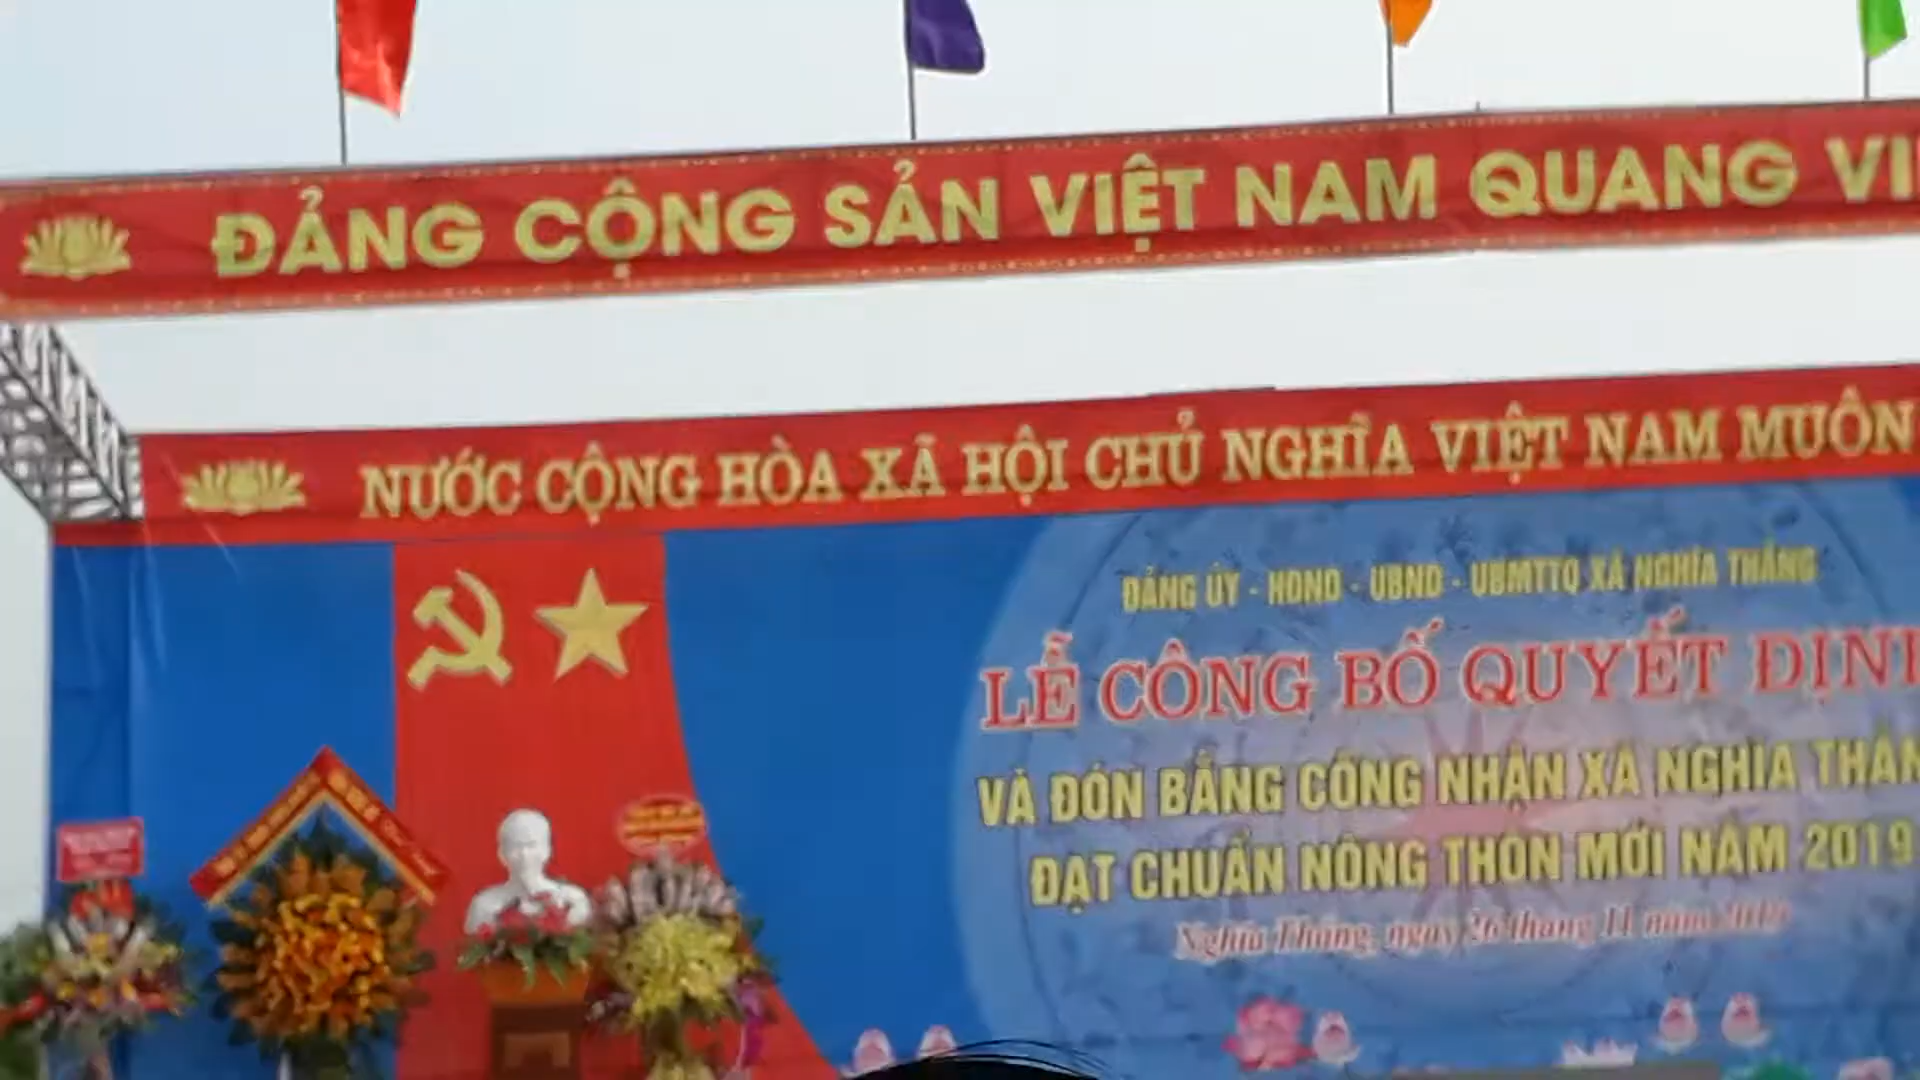 ĐẢNG CỘNG SẢN VIỆT NAM QUANG VI
NƯỚC CỘNG HÒA XÃ HỘI CHỦ NGHĨA VIỆT NAM MUÔN
ĐẢNG ỦY - HĐND - UBND - UBMTTQ XÃ NGHĨA THẮNG
LỄ CÔNG BỐ QUYẾT ĐỊNH
VÀ ĐÓN BẰNG CÔNG NHẬN XÃ NGHĨA THẮN
ĐẠT CHUẨN NÔNG THÔN MỚI NĂM 2019
Nghĩa Thắng, ngày 26 tháng 11 năm 2019